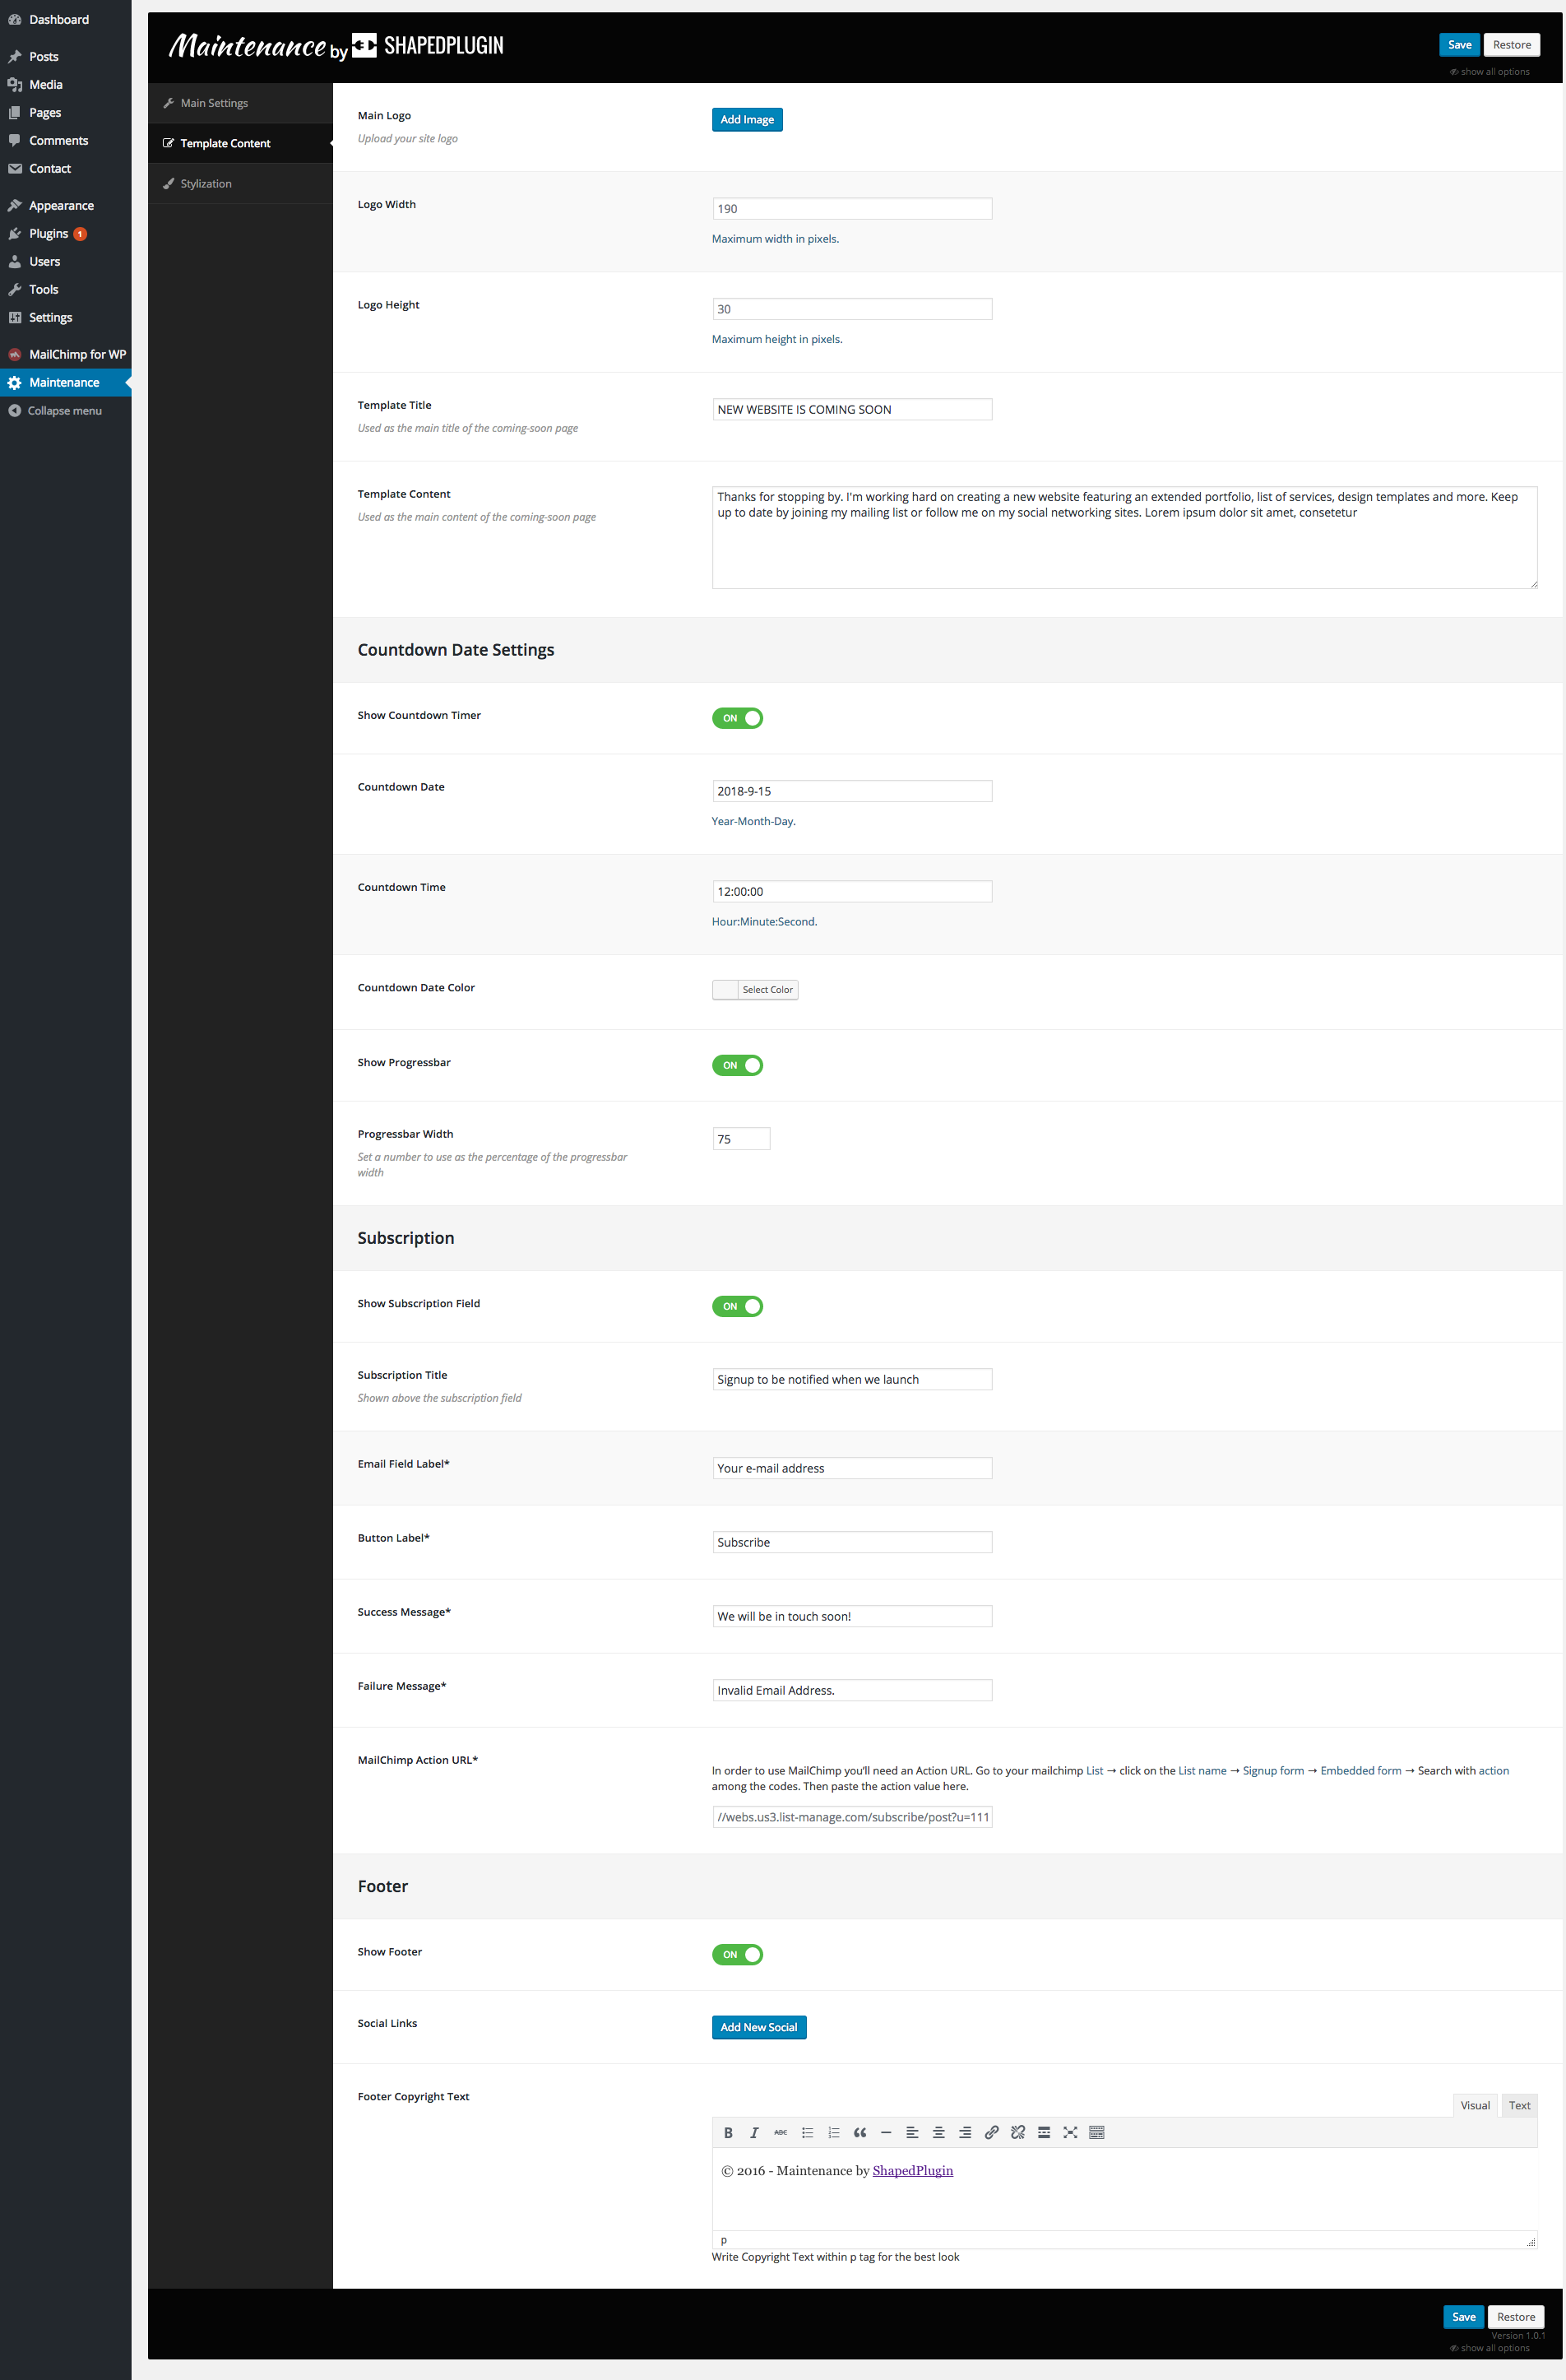 Dashboard
Posts
Media
Pages
Comments
Contact
Appearance
Plugins 1
Users
Tools
Settings
MailChimp for WP
Maintenance
Collapse menu
Maintenance by SHAPEDPLUGIN
Save Restore
show all options
Main Settings
Template Content
Stylization
Main Logo
Upload your site logo
Add Image
Logo Width
190
Maximum width in pixels.
Logo Height
30
Maximum height in pixels.
Template Title
Used as the main title of the coming-soon page
NEW WEBSITE IS COMING SOON
Template Content
Used as the main content of the coming-soon page
Thanks for stopping by. I'm working hard on creating a new website featuring an extended portfolio, list of services, design templates and more. Keep
up to date by joining my mailing list or follow me on my social networking sites. Lorem ipsum dolor sit amet, consetetur
Countdown Date Settings
Show Countdown Timer
ON
Countdown Date
2018-9-15
Year-Month-Day.
Countdown Time
12:00:00
Hour:Minute:Second.
Countdown Date Color
Select Color
Show Progressbar
ON
Progressbar Width
Set a number to use as the percentage of the progressbar
width
75
Subscription
Show Subscription Field
ON
Subscription Title
Shown above the subscription field
Signup to be notified when we launch
Email Field Label*
Your e-mail address
Button Label*
Subscribe
Success Message*
We will be in touch soon!
Failure Message*
Invalid Email Address.
MailChimp Action URL*
In order to use MailChimp you'll need an Action URL. Go to your mailchimp List → click on the List name → Signup form → Embedded form → Search with action
among the codes. Then paste the action value here.
//webs.us3.list-manage.com/subscribe/post?u=111
Footer
Show Footer
ON
Social Links
Add New Social
Footer Copyright Text
Visual Text
B I ABC
© 2016 - Maintenance by ShapedPlugin
p
Write Copyright Text within p tag for the best look
Save Restore
Version 1.0.1
show all options